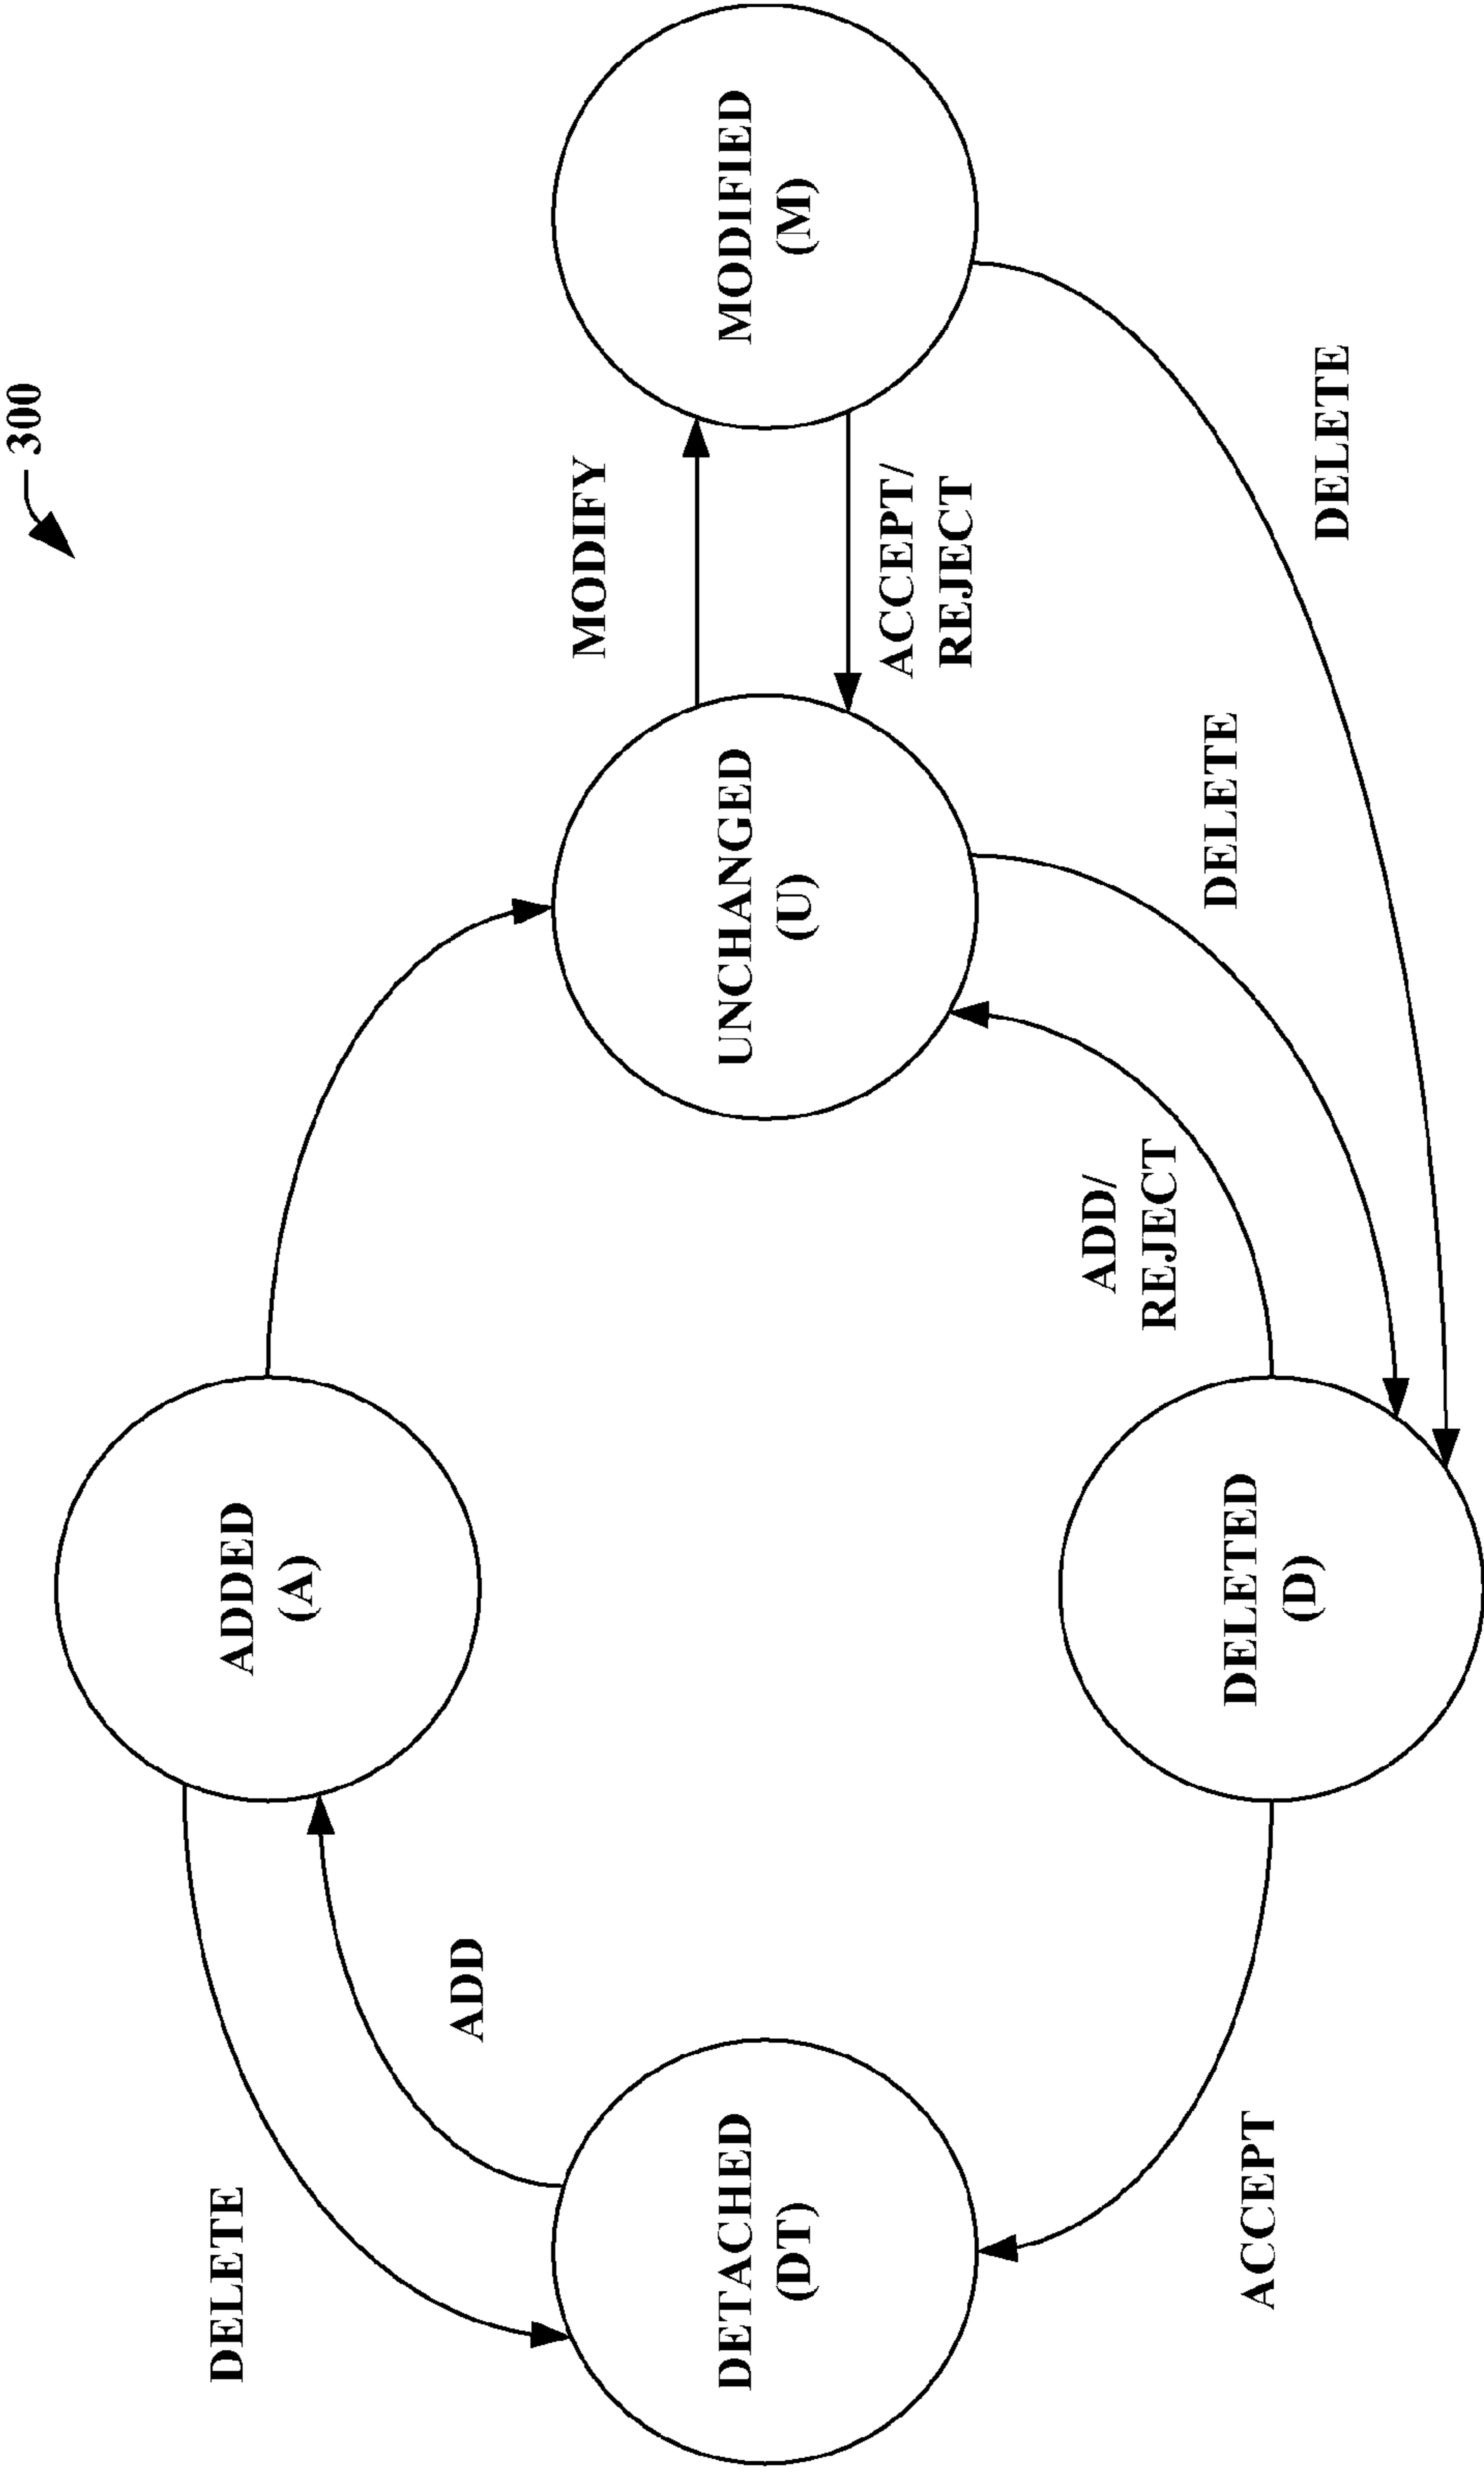 300
DELETE
ADDED
(A)
ADD
DETACHED
(DT)
UNCHANGED
(U)
MODIFY
MODIFIED
(M)
ACCEPT/
REJECT
ADD/
REJECT
DELETE
DELETE
ACCEPT
DELETED
(D)